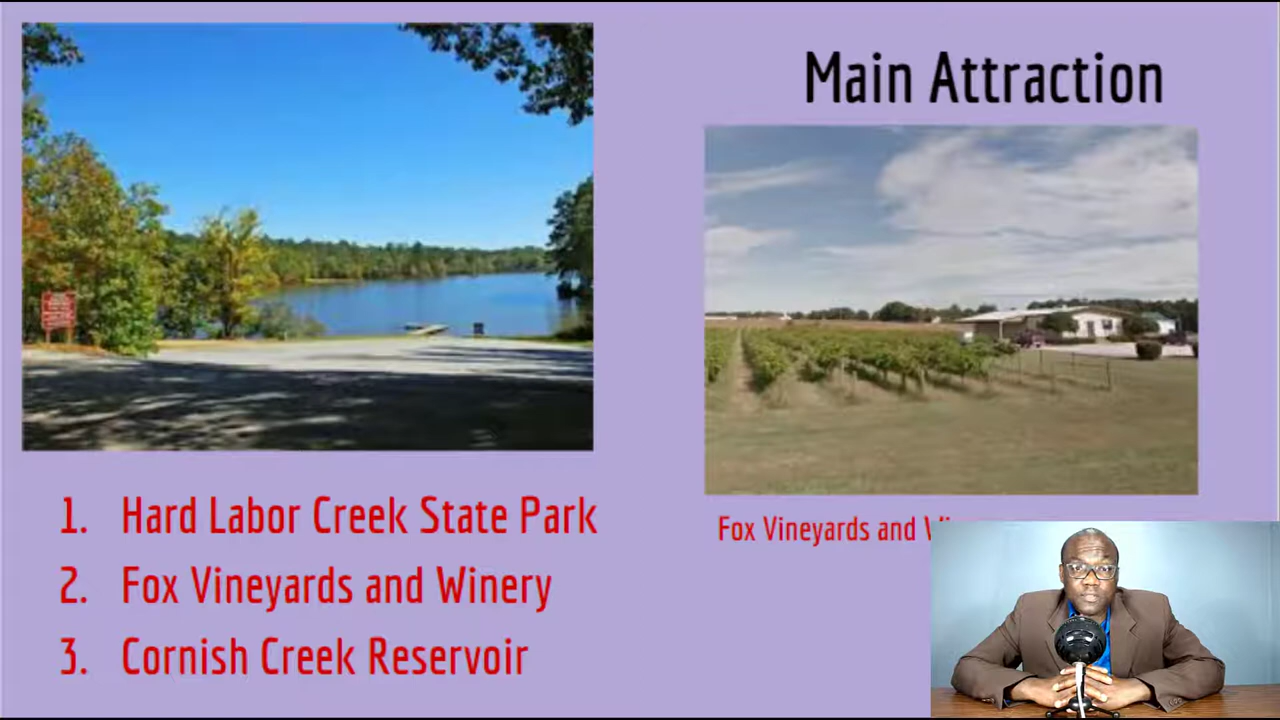 Main Attraction
1. Hard Labor Creek State Park
2. Fox Vineyards and Winery
3. Cornish Creek Reservoir
Fox Vineyards and